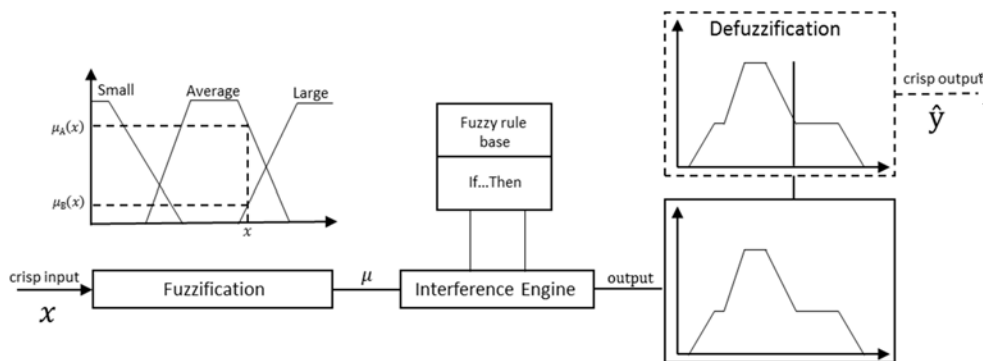 Defuzzification
crisp output
ŷ
Small
Average
Large
μA(x)
μB(x)
x
Fuzzy rule
base
If...Then
crisp input
x
Fuzzification
μ
Interference Engine
output